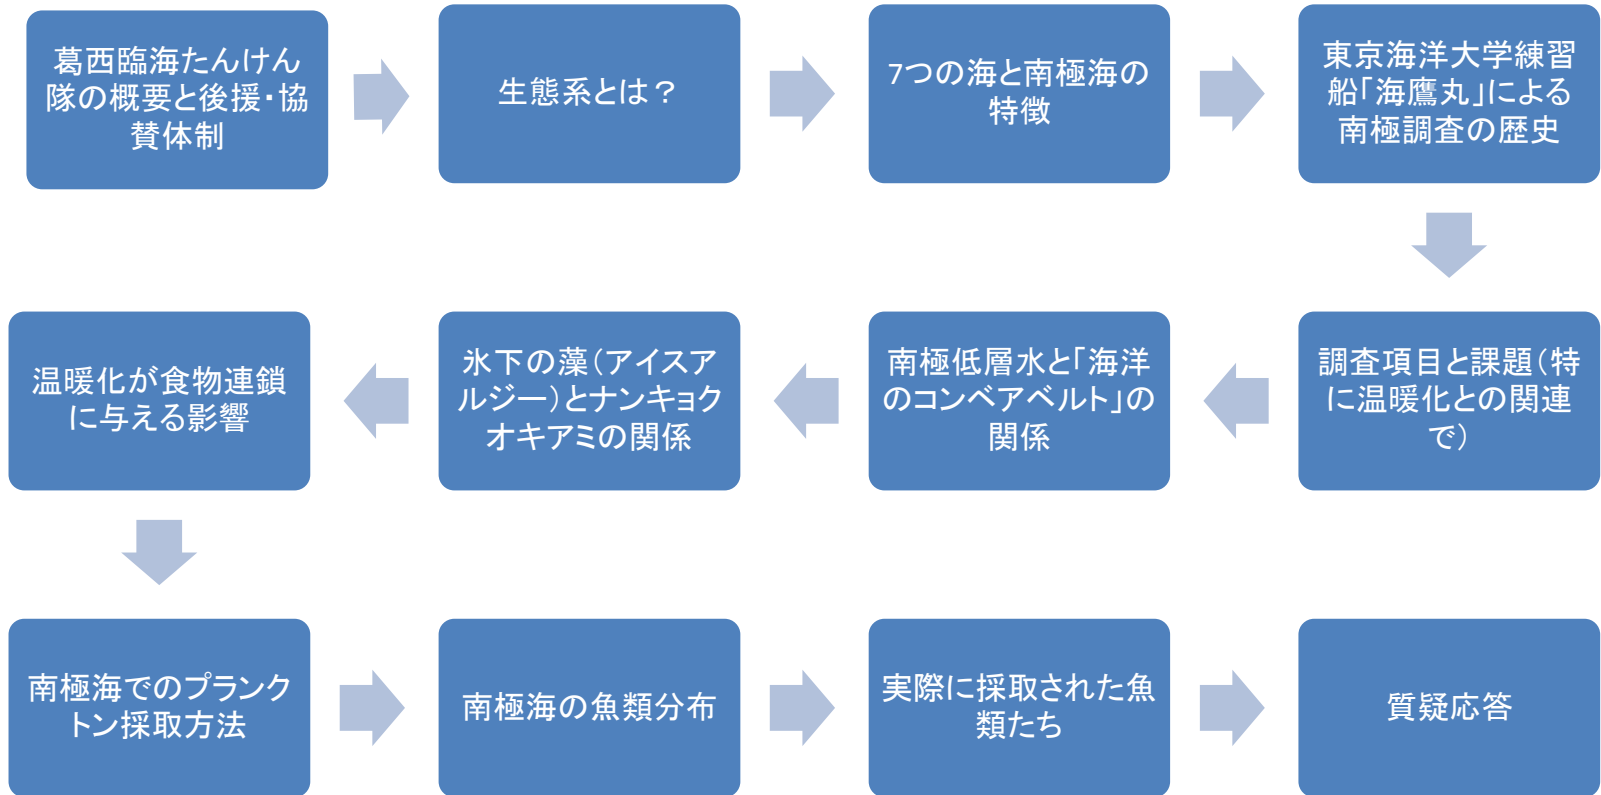 葛西臨海たんけん
隊の概要と後援・協
賛体制
生態系とは？
7つの海と南極海の
特徴
東京海洋大学練習
船「海鷹丸」による
南極調査の歴史
調査項目と課題（特
に温暖化との関連
で）
南極低層水と「海洋
のコンベアベルト」の
関係
氷下の藻（アイスア
ルジー）とナンキョク
オキアミの関係
温暖化が食物連鎖
に与える影響
南極海でのプランク
トン採取方法
南極海の魚類分布
実際に採取された魚
類たち
質疑応答